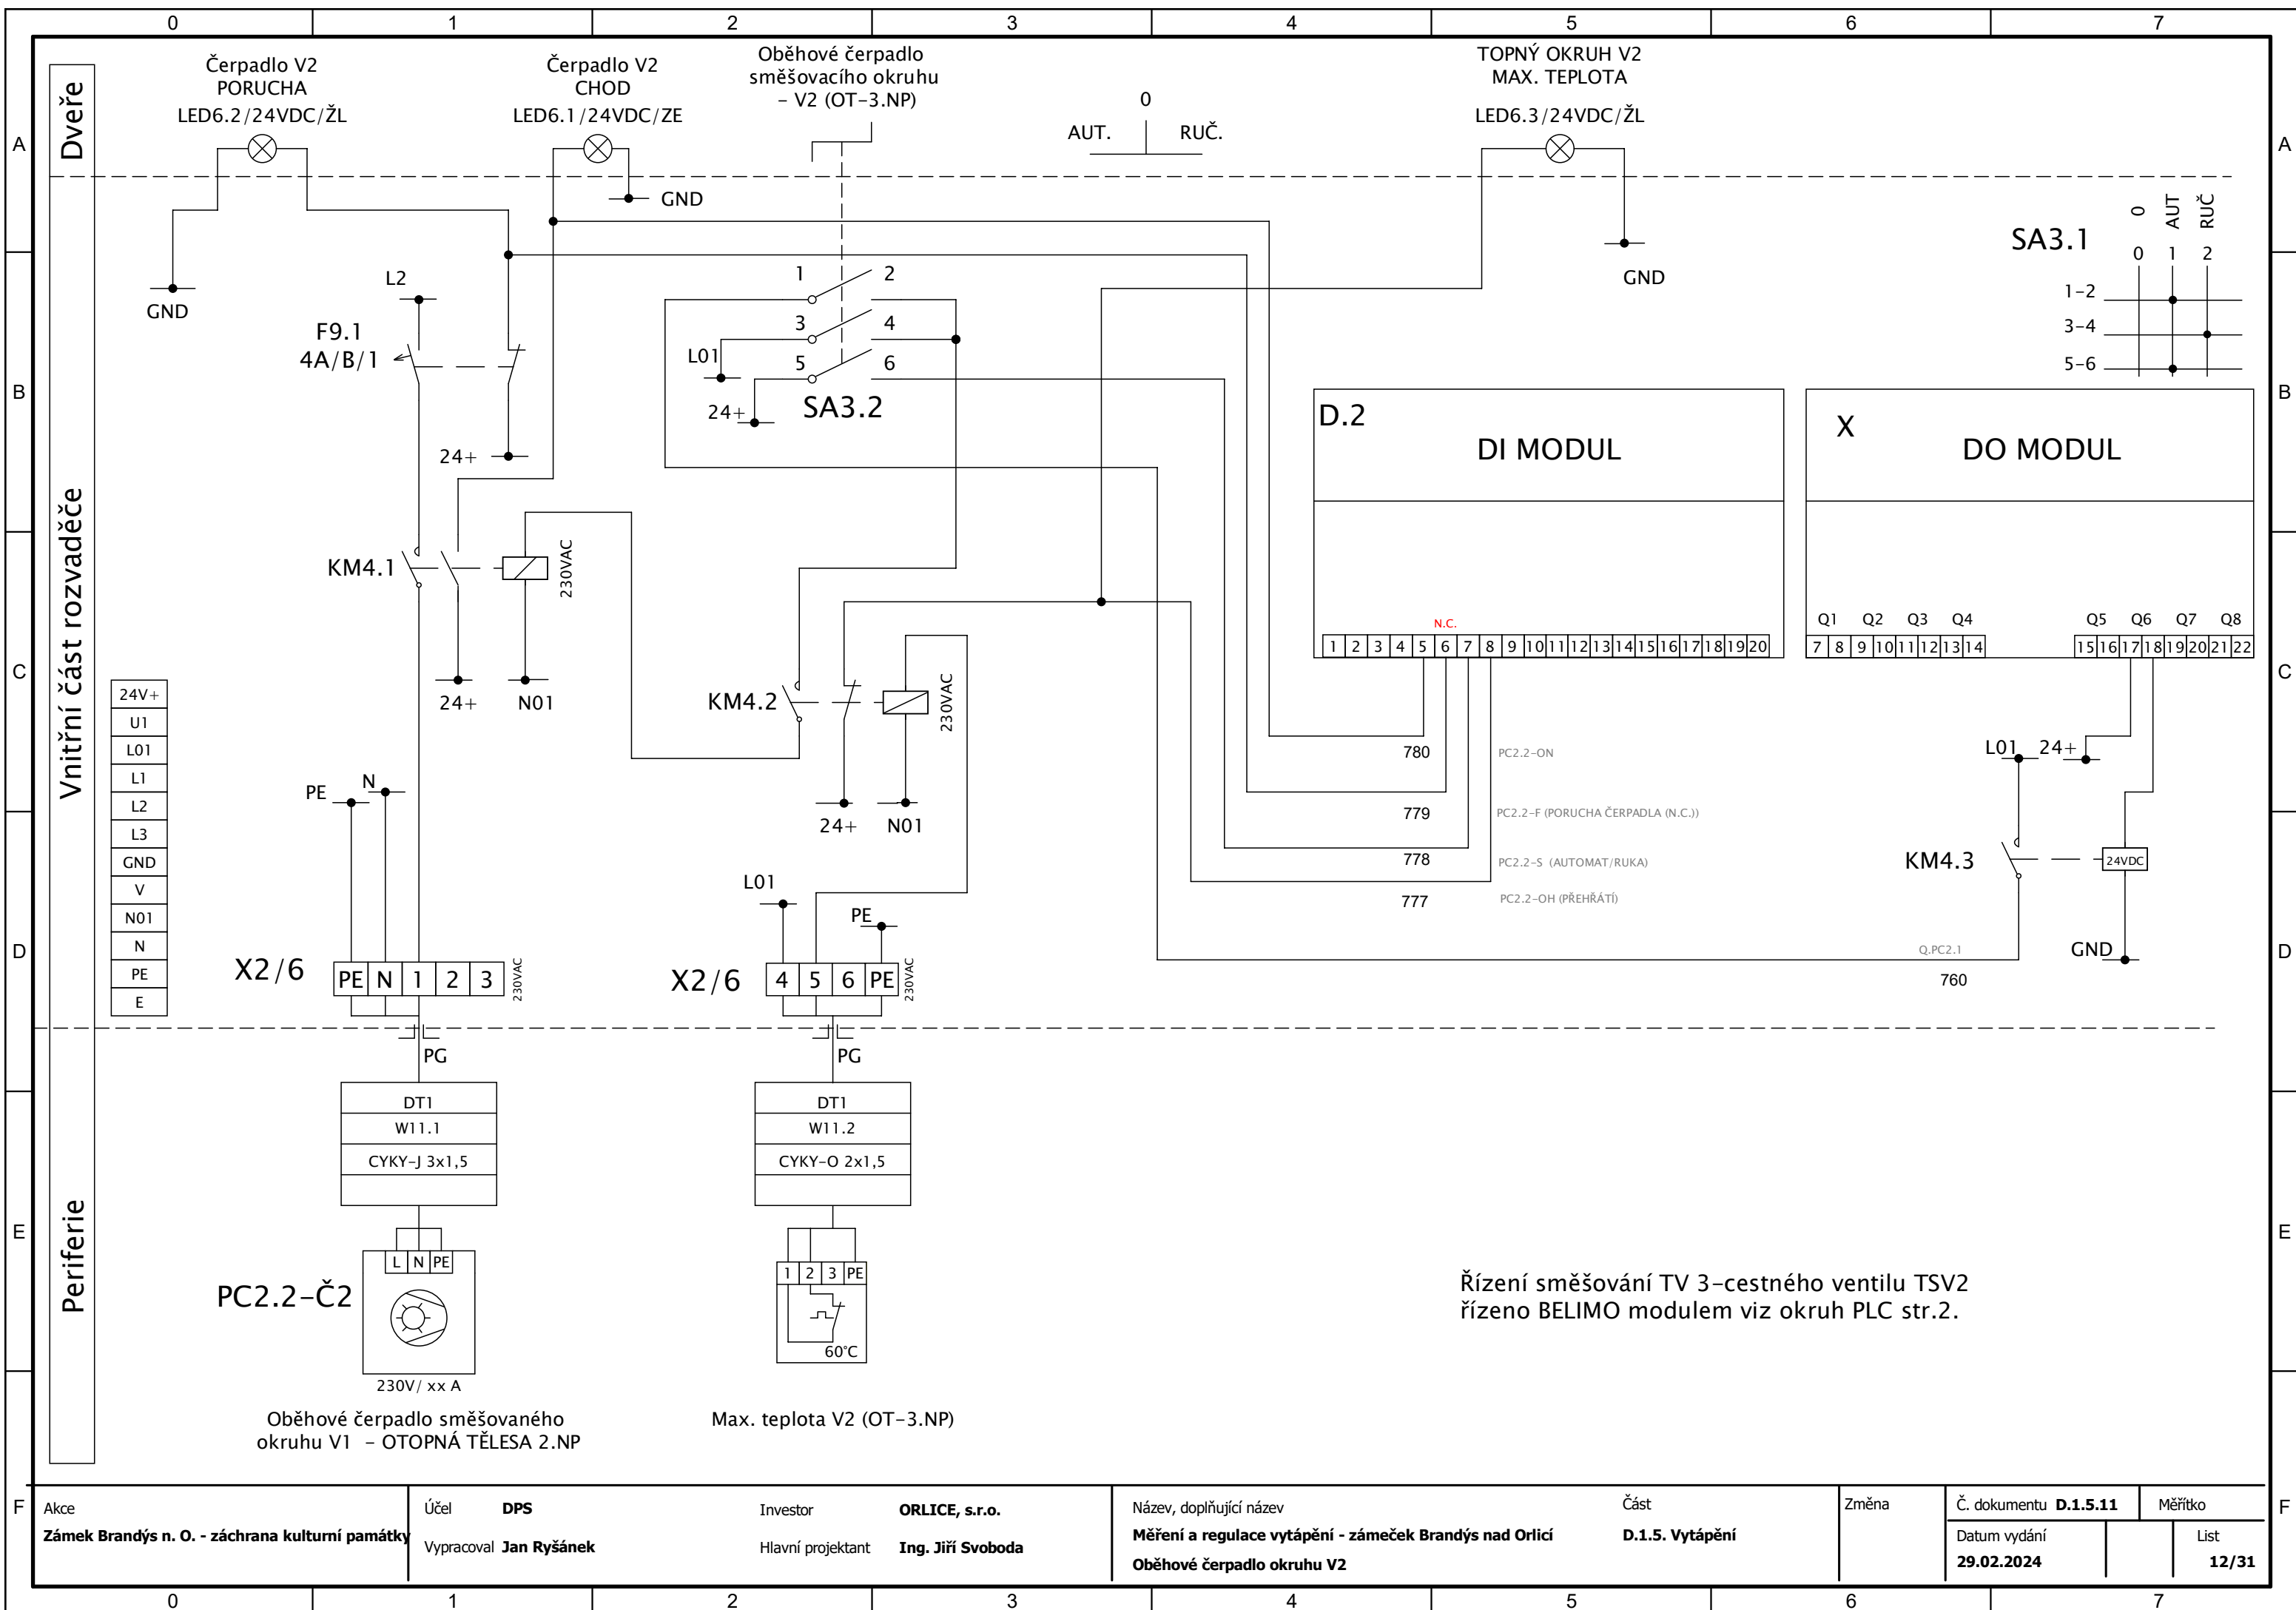 0 1 2 3 4 5 6 7
A
B
C
D
E
F
A
B
C
D
E
F
Dveře
Vnitřní část rozvaděče
Periferie
Čerpadlo V2
PORUCHA
LED6.2/24VDC/ŽL
Čerpadlo V2
CHOD
LED6.1/24VDC/ZE
Oběhové čerpadlo
směšovacího okruhu
- V2 (OT-3.NP)
0
AUT. RUČ.
TOPNÝ OKRUH V2
MAX. TEPLOTA
LED6.3/24VDC/ŽL
GND
GND
GND
SA3.1
0 AUT RUČ
0 1 2
1-2
3-4
5-6
L2
F9.1
4A/B/1
24+
1 2
3 4
5 6
L01
24+
SA3.2
D.2
DI MODUL
N.C.
1 2 3 4 5 6 7 8 9 10 11 12 13 14 15 16 17 18 19 20
X
DO MODUL
Q1 Q2 Q3 Q4 Q5 Q6 Q7 Q8
7 8 9 10 11 12 13 14 15 16 17 18 19 20 21 22
KM4.1
230VAC
24+ N01
KM4.2
230VAC
24+ N01
24V+
U1
L01
L1
L2
L3
GND
V
N01
N
PE
E
PE N
L01
PE
780 PC2.2-ON
779 PC2.2-F (PORUCHA ČERPADLA (N.C.))
778 PC2.2-S (AUTOMAT/RUKA)
777 PC2.2-OH (PŘEHŘÁTÍ)
L01 24+
KM4.3
24VDC
GND
Q.PC2.1
760
X2/6
PE N 1 2 3
230VAC
X2/6
4 5 6 PE
230VAC
PG
PG
DT1
W11.1
CYKY-J 3x1,5
DT1
W11.2
CYKY-O 2x1,5
PC2.2-Č2
L N PE
230V/ xx A
1 2 3 PE
60°C
Oběhové čerpadlo směšovaného
okruhu V1 - OTOPNÁ TĚLESA 2.NP
Max. teplota V2 (OT-3.NP)
Řízení směšování TV 3-cestného ventilu TSV2
řízeno BELIMO modulem viz okruh PLC str.2.
Akce
Zámek Brandýs n. O. - záchrana kulturní památky
Účel DPS
Vypracoval Jan Ryšánek
Investor ORLICE, s.r.o.
Hlavní projektant Ing. Jiří Svoboda
Název, doplňující název
Měření a regulace vytápění - zámeček Brandýs nad Orlicí
Oběhové čerpadlo okruhu V2
Část
D.1.5. Vytápění
Změna
Č. dokumentu D.1.5.11
Měřítko
Datum vydání
29.02.2024
List
12/31
0 1 2 3 4 5 6 7